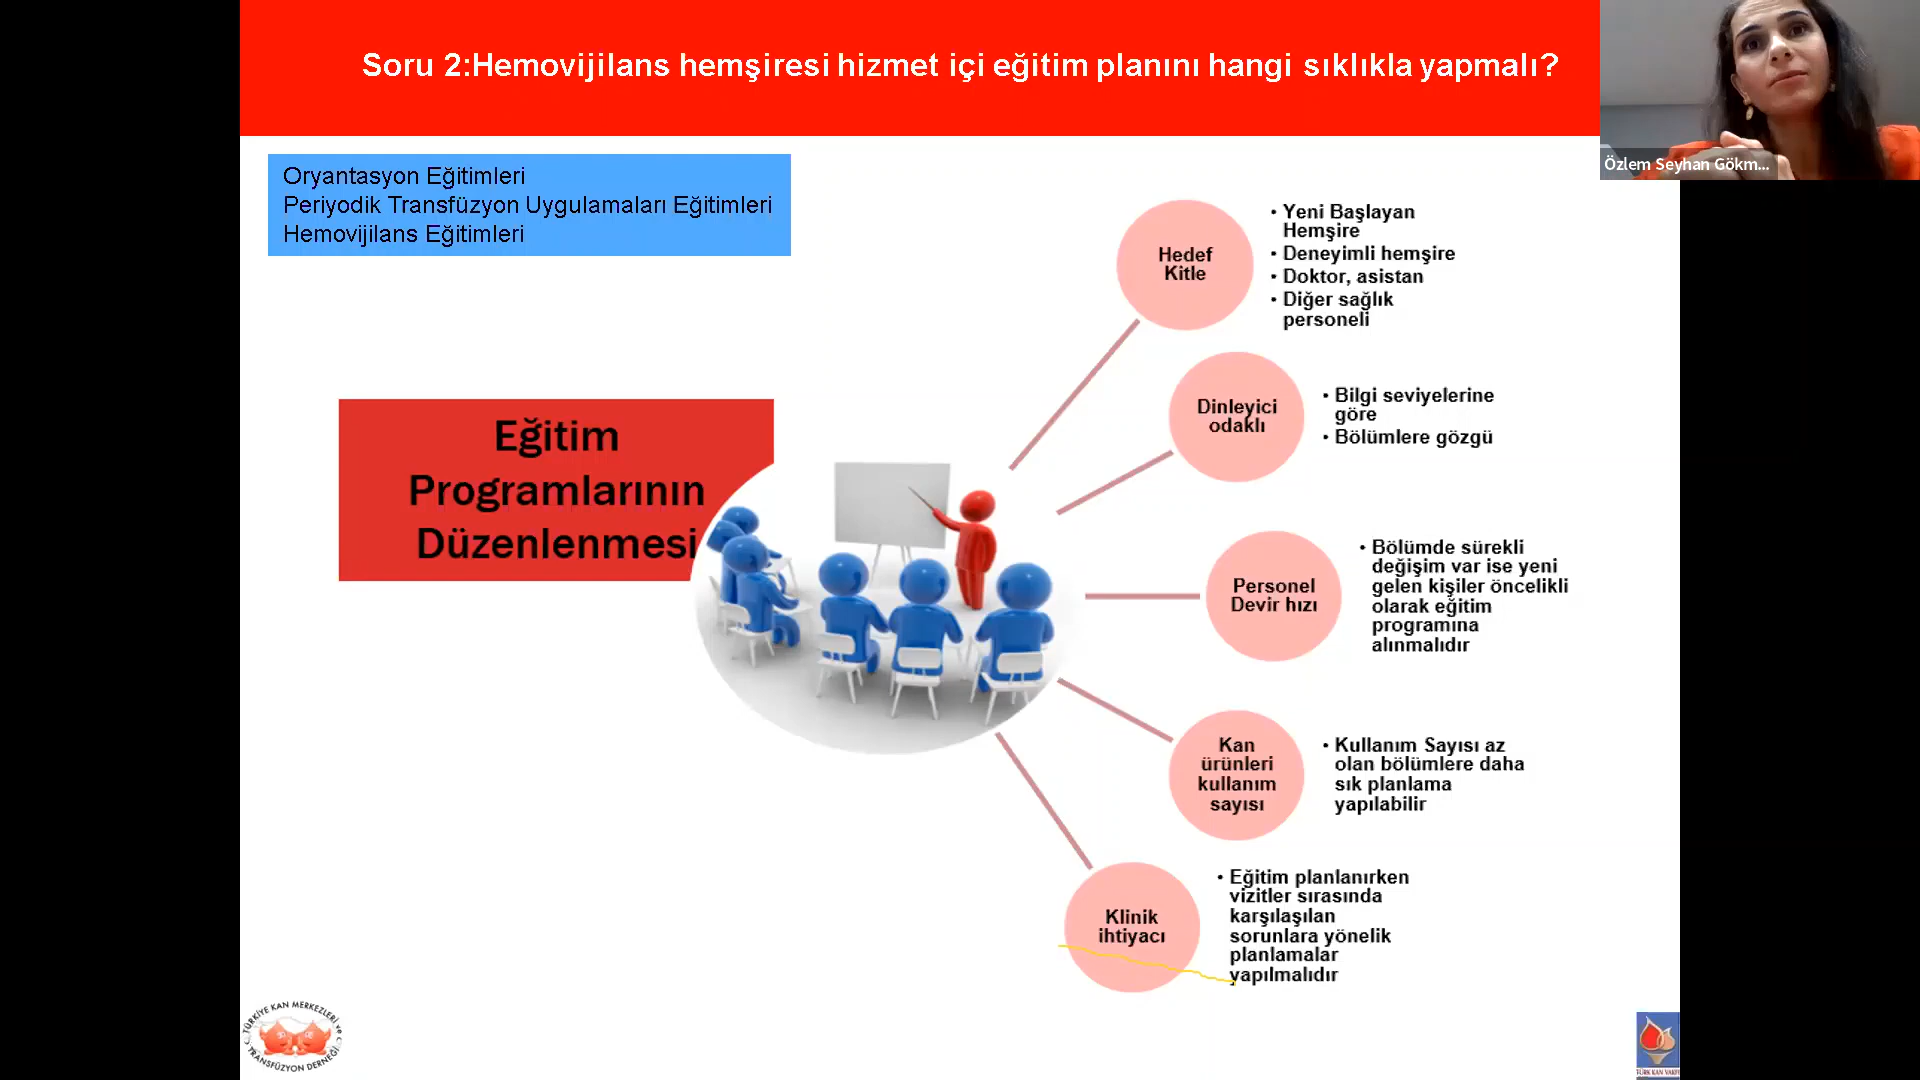 Soru 2:Hemovijilans hemşiresi hizmet içi eğitim planını hangi sıklıkla yapmalı?
Özlem Seyhan Gökm...
Oryantasyon Eğitimleri
Periyodik Transfüzyon Uygulamaları Eğitimleri
Hemovijilans Eğitimleri
Eğitim
Programlarının
Düzenlenmesi
Hedef
Kitle
• Yeni Başlayan
Hemşire
• Deneyimli hemşire
• Doktor, asistan
• Diğer sağlık
personeli
Dinleyici
odaklı
• Bilgi seviyelerine
göre
• Bölümlere gözgü
Personel
Devir hızı
• Bölümde sürekli
değişim var ise yeni
gelen kişiler öncelikli
olarak eğitim
programına
alınmalıdır
Kan
ürünleri
kullanım
sayısı
• Kullanım Sayısı az
olan bölümlere daha
sık planlama
yapılabilir
Klinik
ihtiyacı
• Eğitim planlanırken
vizitler sırasında
karşılaşılan
sorunlara yönelik
planlamalar
yapılmalıdır
TÜRKİYE KAN MERKEZLERİ ve
TRANSFÜZYON DERNEĞİ
TÜRK KAN VAKFI